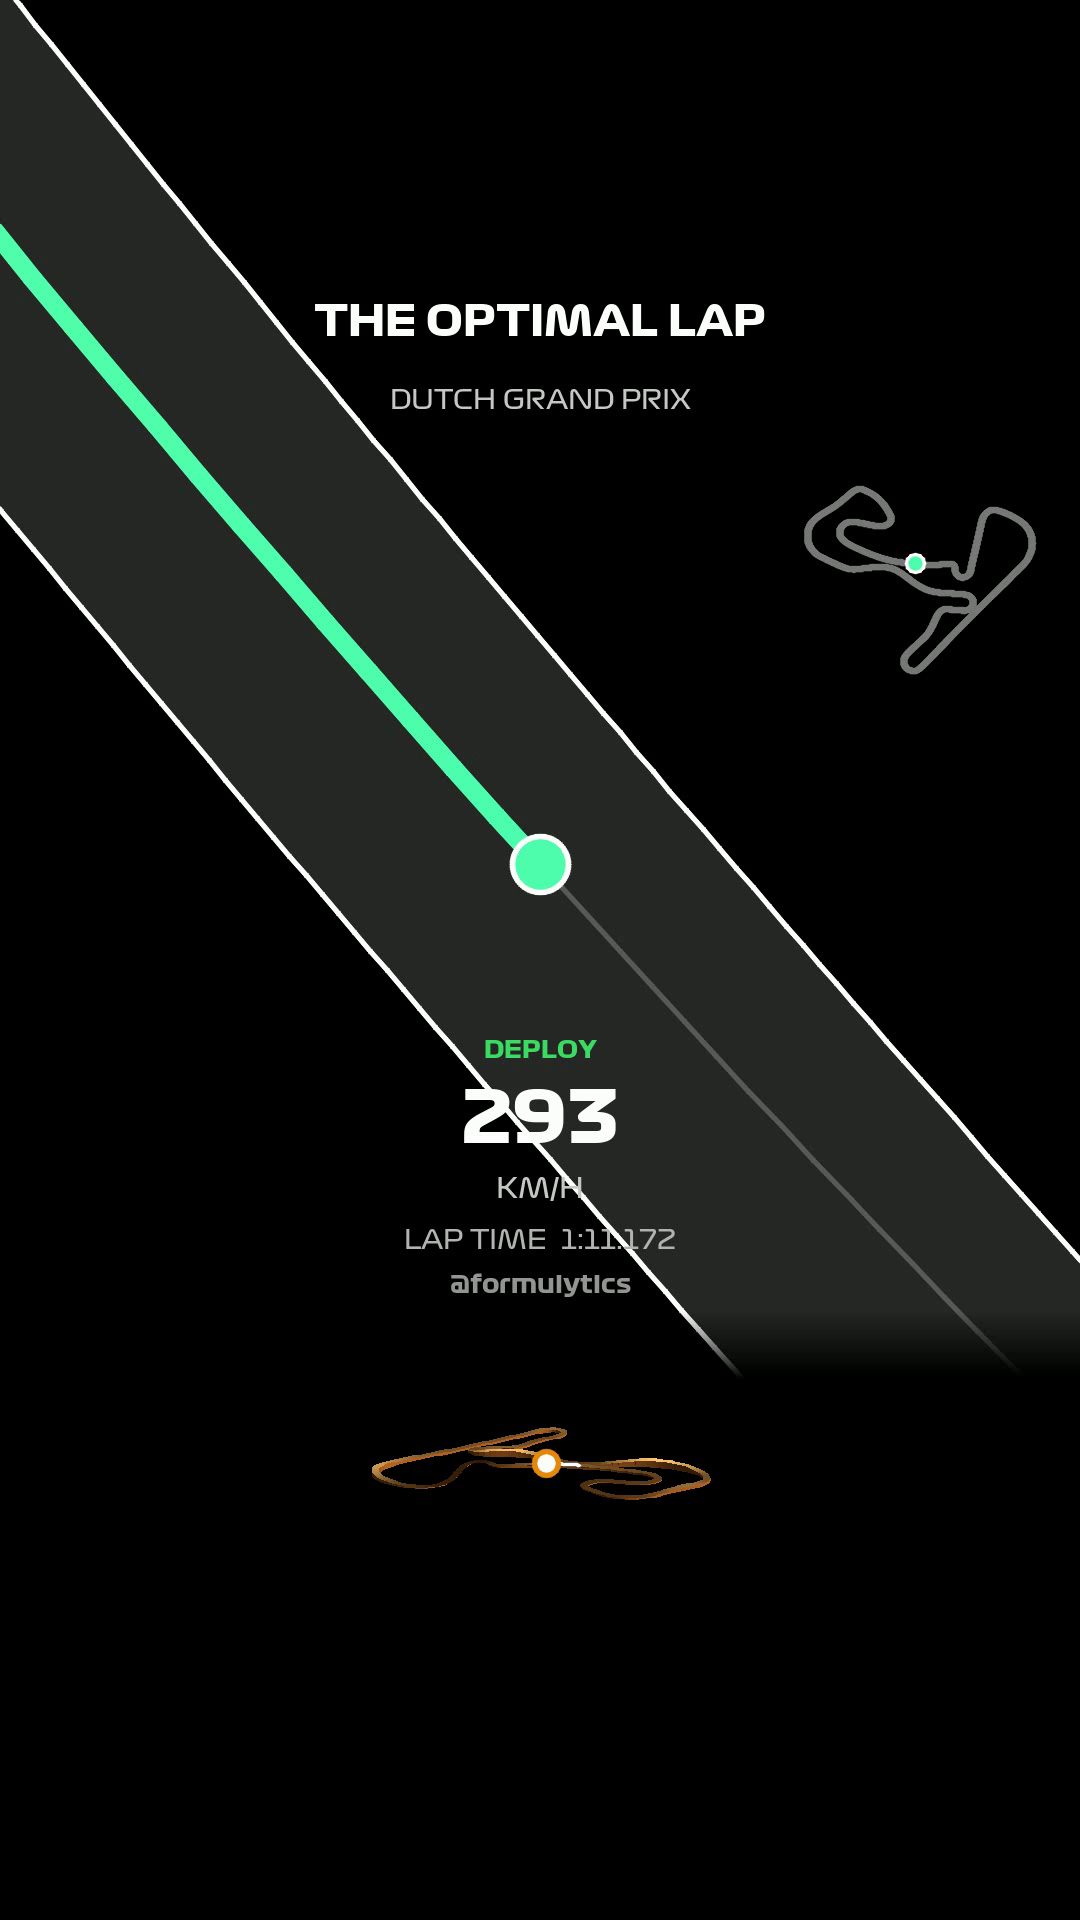 THE OPTIMAL LAP
DUTCH GRAND PRIX
DEPLOY
293
KM/H
LAP TIME 1:11.172
@formulytics